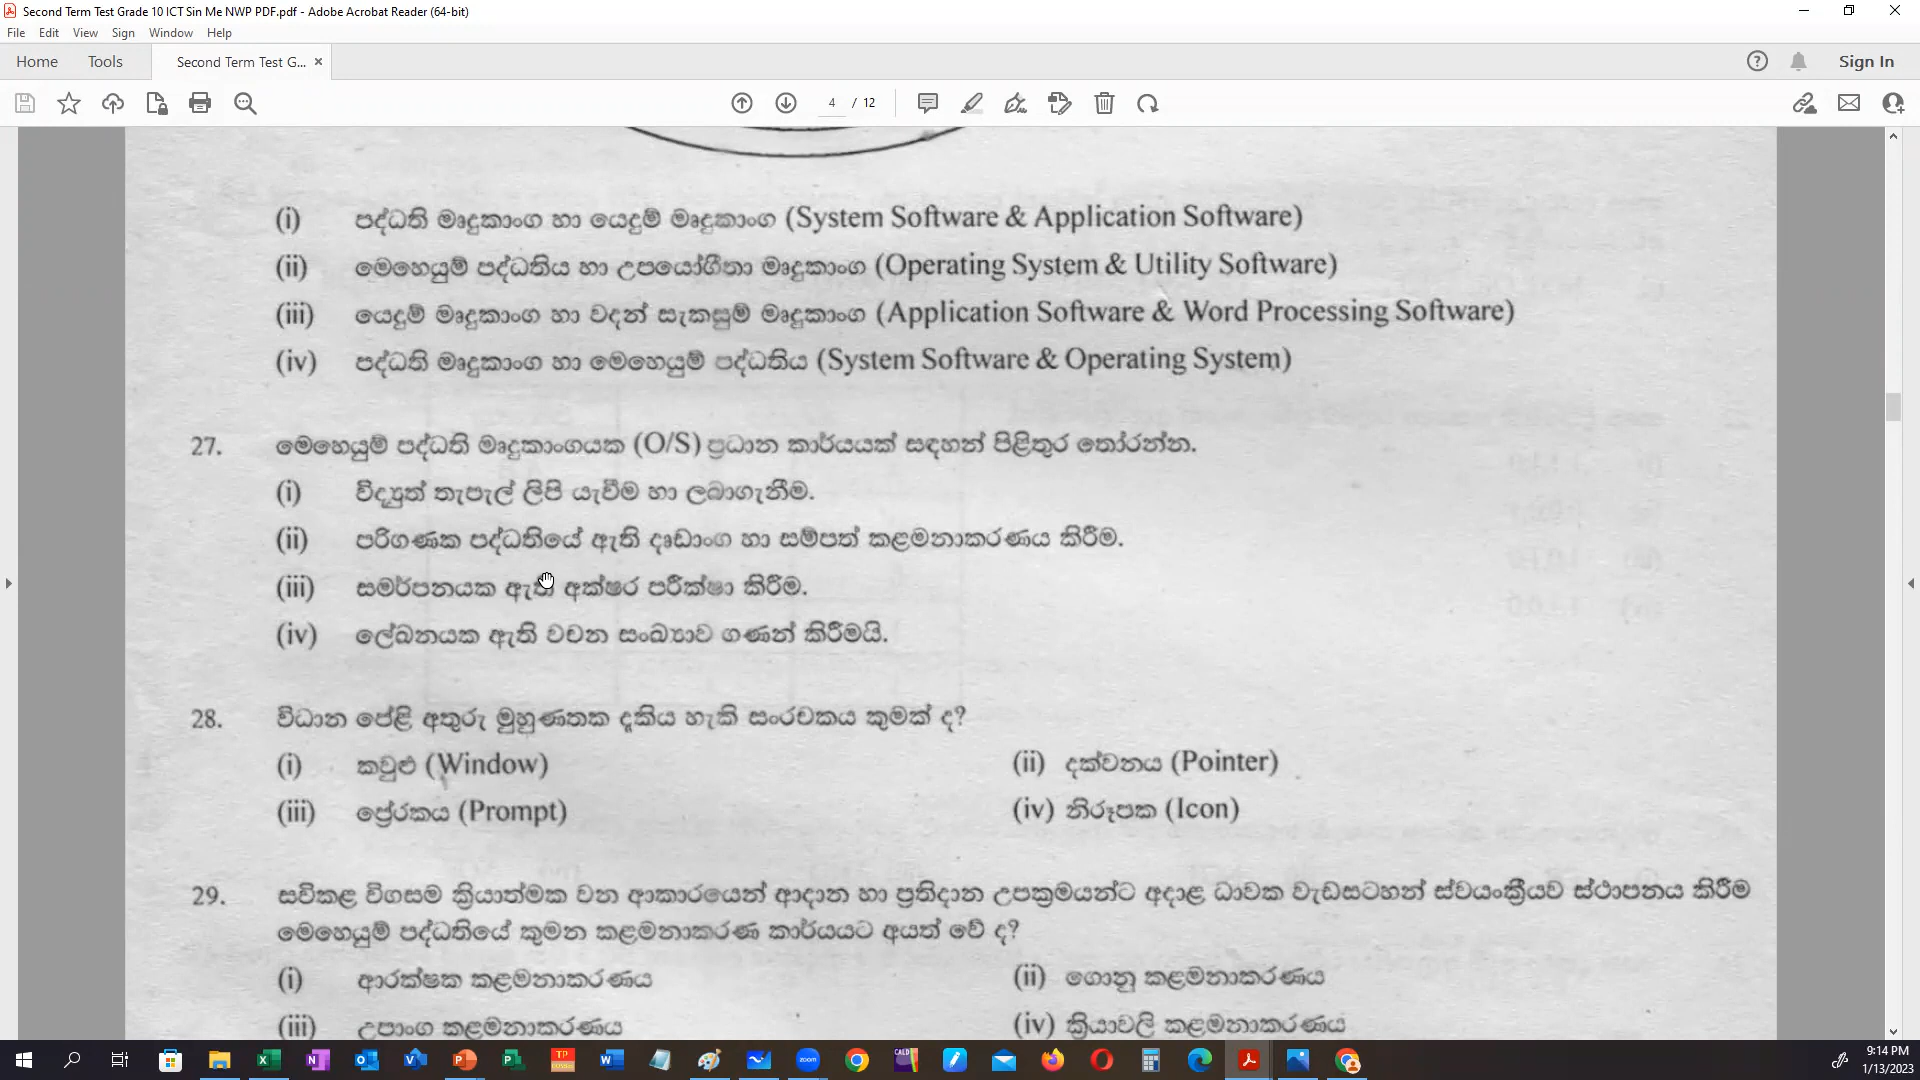 Second Term Test Grade 10 ICT Sin Me NWP PDF.pdf - Adobe Acrobat Reader (64-bit)
File Edit View Sign Window Help
Home Tools Second Term Test G... × Sign In
4 / 12
(i) පද්ධති මෘදුකාංග හා යෙදුම් මෘදුකාංග (System Software & Application Software)
(ii) මෙහෙයුම් පද්ධතිය හා උපයෝගීතා මෘදුකාංග (Operating System & Utility Software)
(iii) යෙදුම් මෘදුකාංග හා වදන් සැකසුම් මෘදුකාංග (Application Software & Word Processing Software)
(iv) පද්ධති මෘදුකාංග හා මෙහෙයුම් පද්ධතිය (System Software & Operating System)
27. මෙහෙයුම් පද්ධති මෘදුකාංගයක (O/S) ප්‍රධාන කාර්යයක් සඳහන් පිළිතුර තෝරන්න.
(i) විද්‍යුත් තැපැල් ලිපි යැවීම හා ලබාගැනීම.
(ii) පරිගණක පද්ධතියේ ඇති දෘඩාංග හා සම්පත් කළමනාකරණය කිරීම.
(iii) සමර්පනයක ඇති අක්ෂර පරීක්ෂා කිරීම.
(iv) ලේඛනයක ඇති වචන සංඛ්‍යාව ගණන් කිරීමයි.
28. විධාන පේළි අතුරු මුහුණතක දැකිය හැකි සංරචකය කුමක් ද?
(i) කවුළු (Window) (ii) දක්වනය (Pointer)
(iii) ප්‍රේරකය (Prompt) (iv) නිරූපක (Icon)
29. සවිකළ විගසම ක්‍රියාත්මක වන ආකාරයෙන් ආදාන හා ප්‍රතිදාන උපක්‍රමයන්ට අදාළ ධාවක වැඩසටහන් ස්වයංක්‍රීයව ස්ථාපනය කිරීම
මෙහෙයුම් පද්ධතියේ කුමන කළමනාකරණ කාර්යයට අයත් වේ ද?
(i) ආරක්ෂක කළමනාකරණය (ii) ගොනු කළමනාකරණය
(iii) උපාංග කළමනාකරණය (iv) ක්‍රියාවලි කළමනාකරණය
9:14 PM
1/13/2023